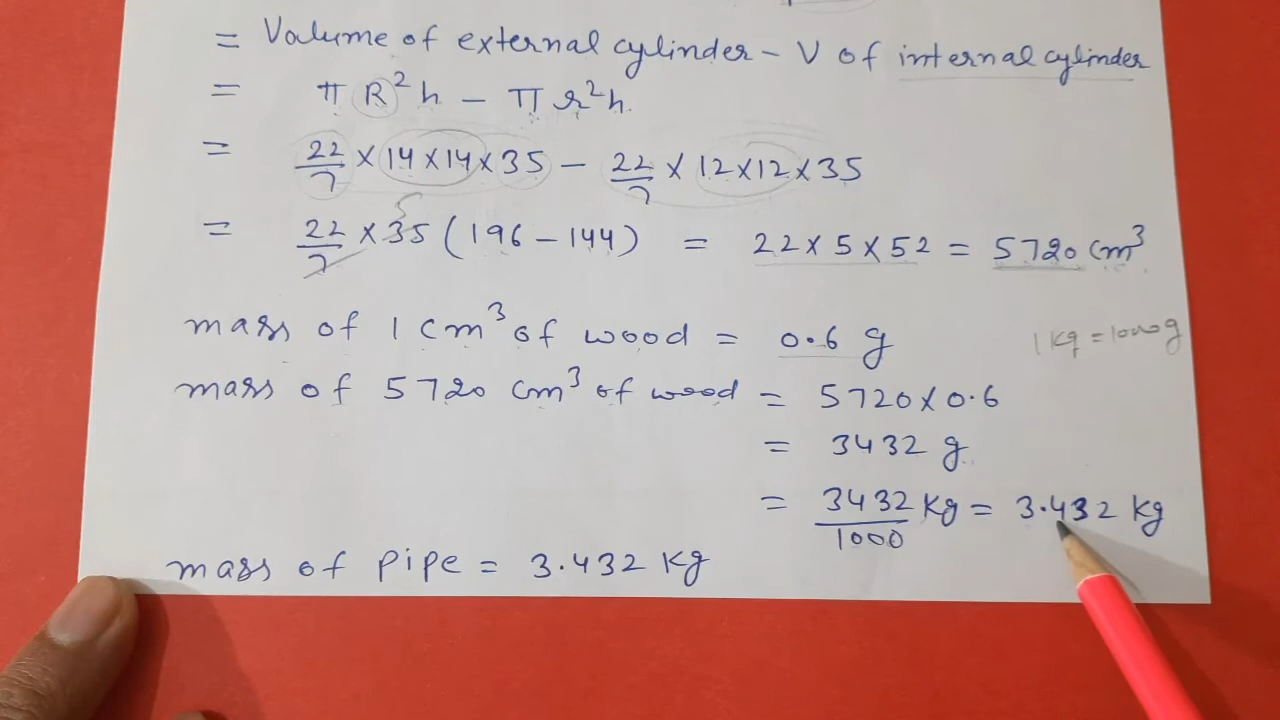 = Volume of external cylinder - V of internal cylinder
= π R²h - π r²h
= 22/7 × 14 × 14 × 35 - 22/7 × 12 × 12 × 35
= 22/7 × 35 (196 - 144) = 22 × 5 × 52 = 5720 cm³
5
mass of 1 cm³ of wood = 0.6 g
1 kg = 1000 g
mass of 5720 cm³ of wood = 5720 × 0.6
= 3432 g
= 3432/1000 kg = 3.432 kg
mass of pipe = 3.432 kg